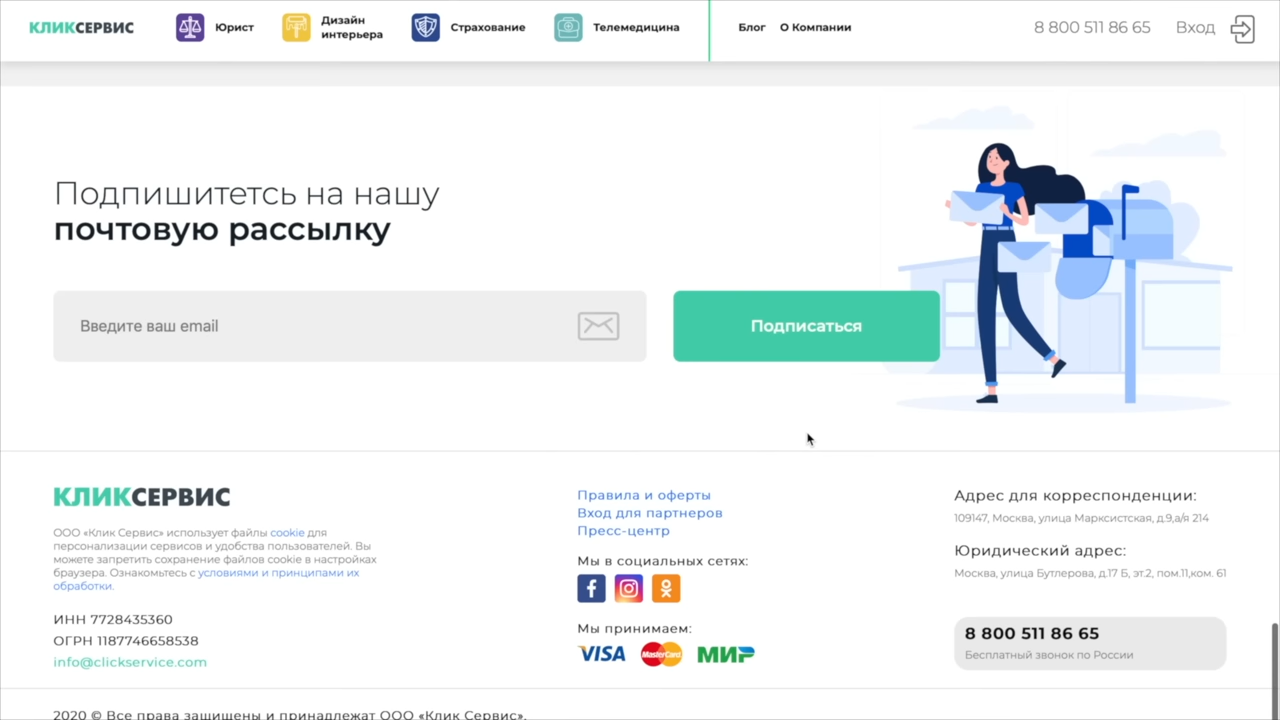 КЛИКСЕРВИС
Юрист
Дизайн
интерьера
Страхование
Телемедицина
Блог
О Компании
8 800 511 86 65
Вход
Подпишитетсь на нашу
почтовую рассылку
Введите ваш email
Подписаться
КЛИКСЕРВИС
ООО «Клик Сервис» использует файлы cookie для
персонализации сервисов и удобства пользователей. Вы
можете запретить сохранение файлов cookie в настройках
браузера. Ознакомьтесь с условиями и принципами их
обработки.
ИНН 7728435360
ОГРН 1187746658538
info@clickservice.com
Правила и оферты
Вход для партнеров
Пресс-центр
Мы в социальных сетях:
Мы принимаем:
VISA
MasterCard
МИР
Адрес для корреспонденции:
109147, Москва, улица Марксистская, д.9,а/я 214
Юридический адрес:
Москва, улица Бутлерова, д.17 Б, эт.2, пом.11,ком. 61
8 800 511 86 65
Бесплатный звонок по России
2020 © Все права защищены и принадлежат ООО «Клик Сервис».